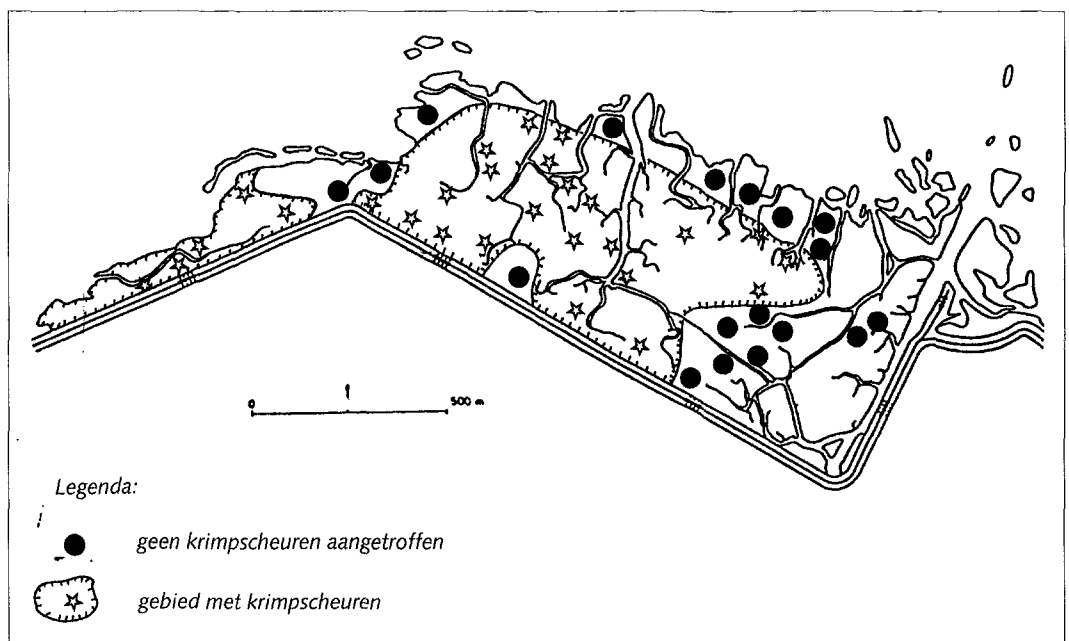 0 500 m
Legenda:
geen krimpscheuren aangetroffen
gebied met krimpscheuren